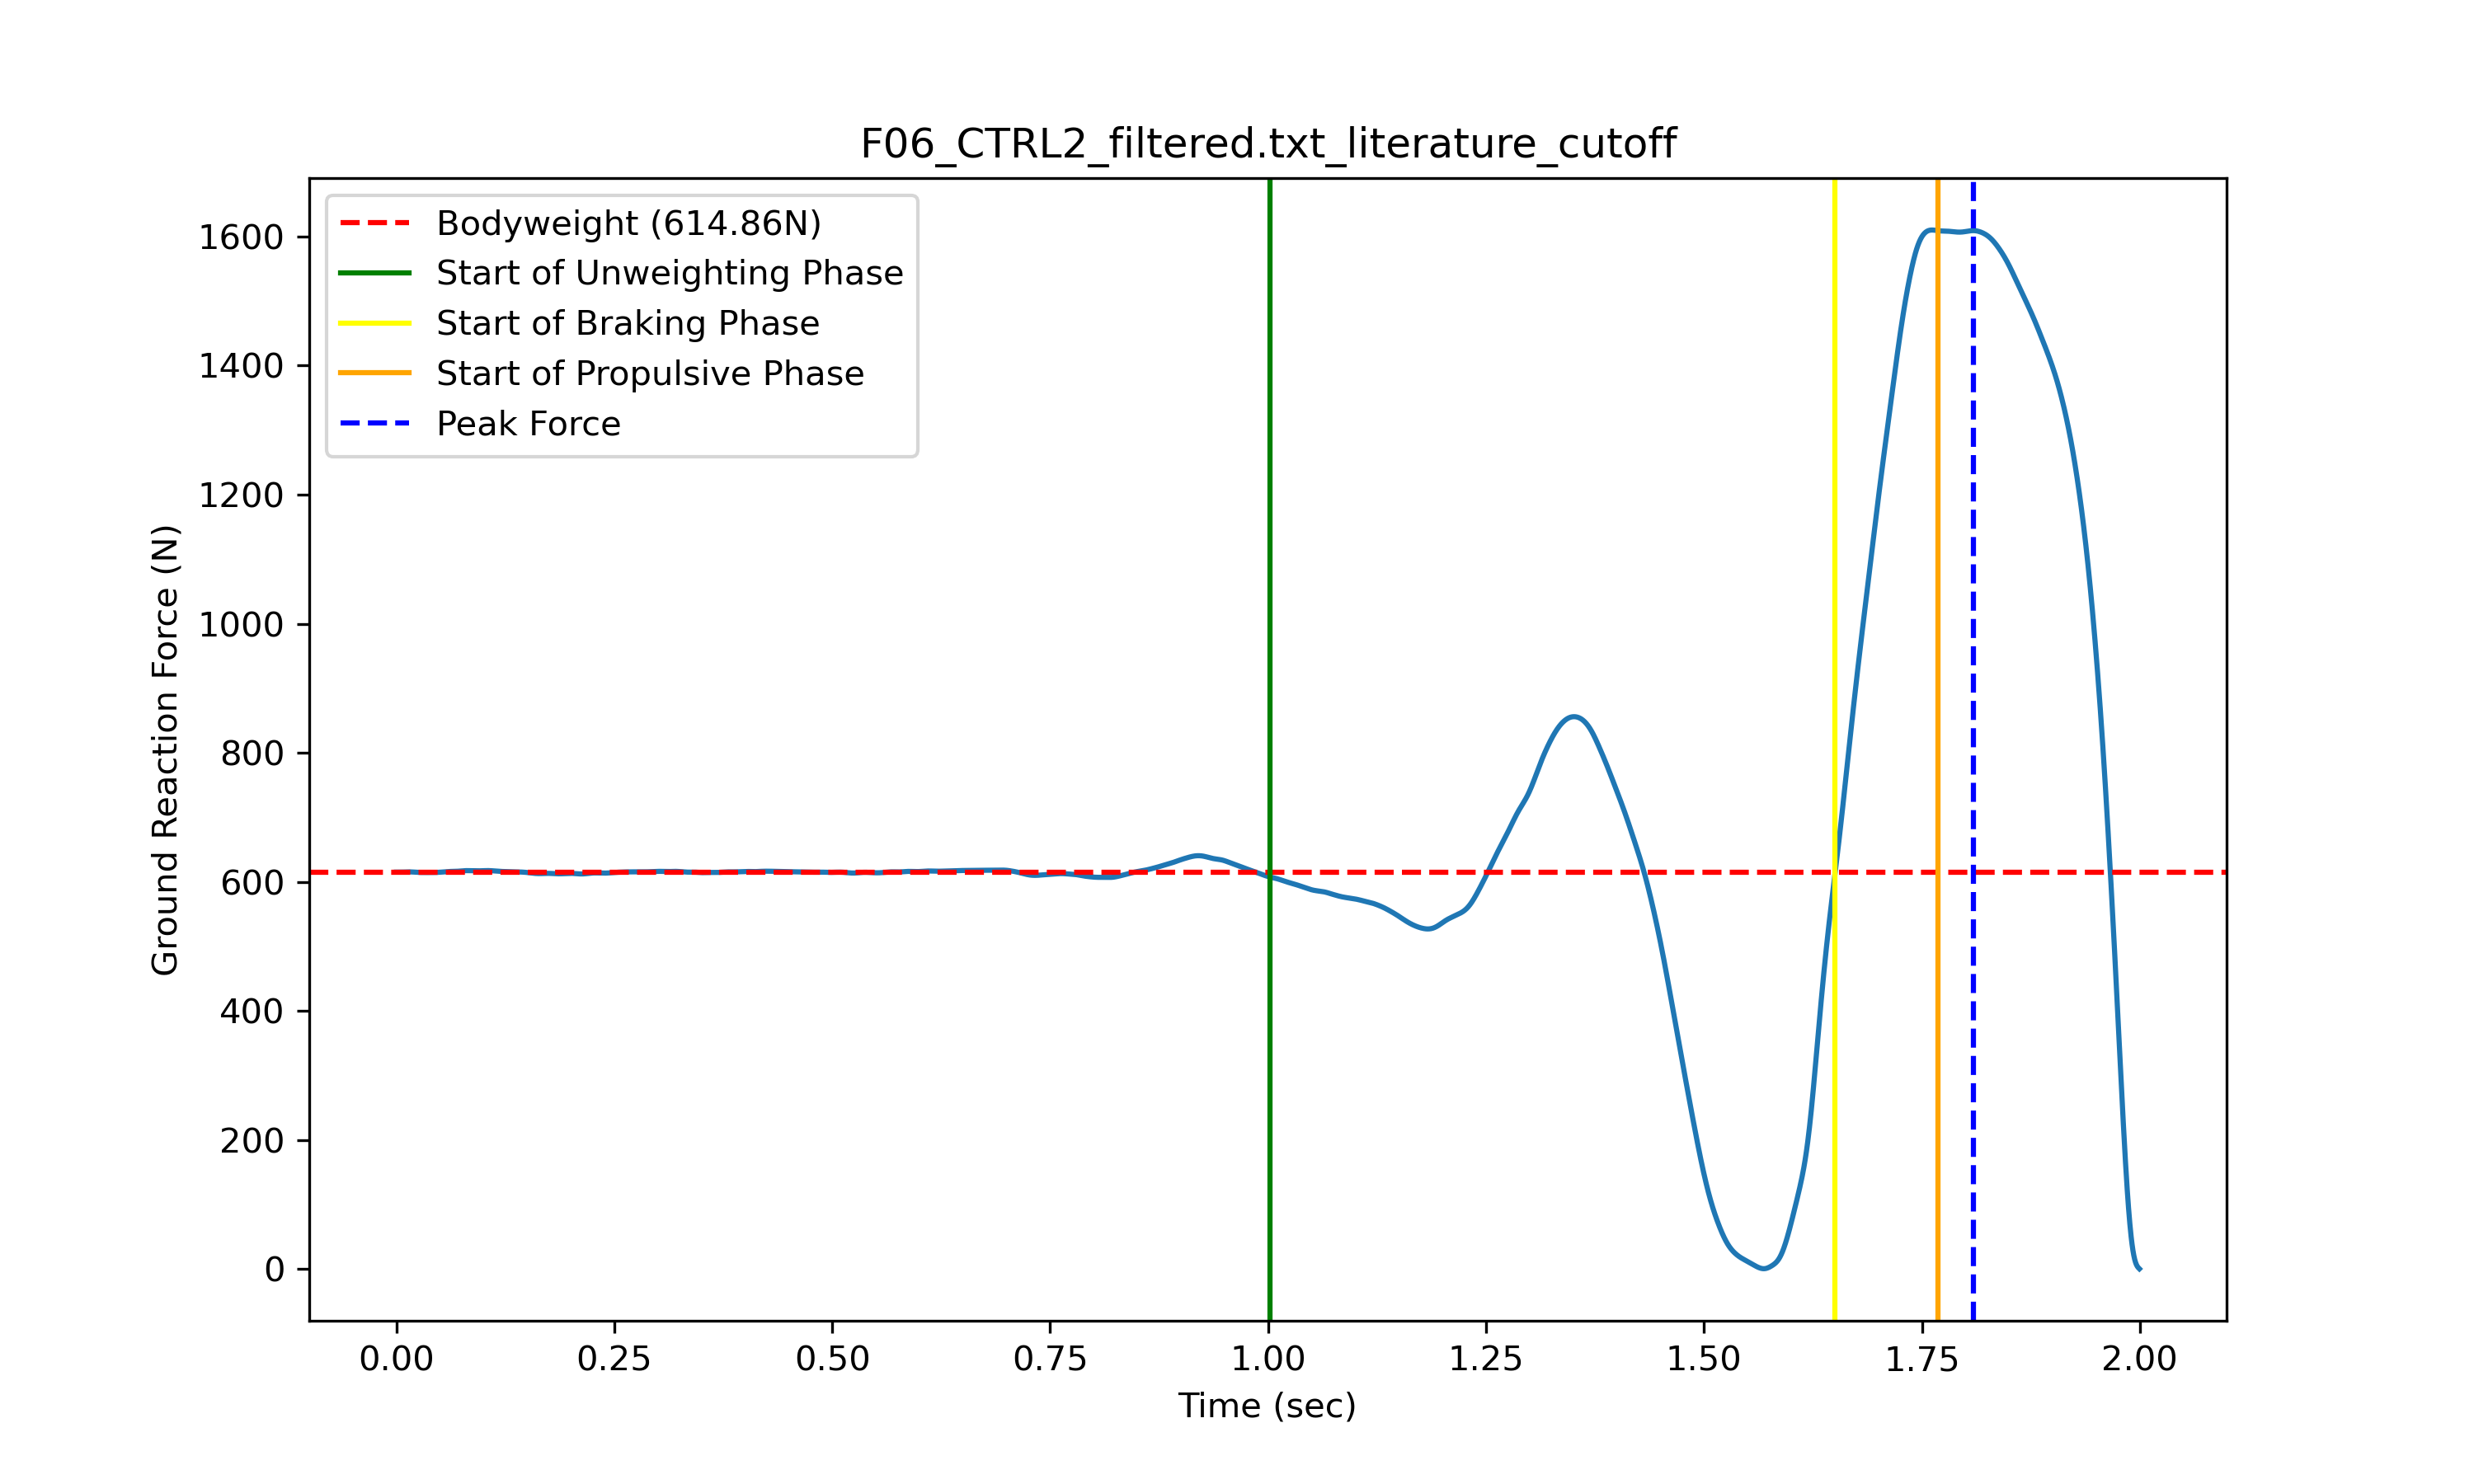 F06_CTRL2_filtered.txt_literature_cutoff
Bodyweight (614.86N)
Start of Unweighting Phase
Start of Braking Phase
Start of Propulsive Phase
Peak Force
Ground Reaction Force (N)
1600
1400
1200
1000
800
600
400
200
0
0.00 0.25 0.50 0.75 1.00 1.25 1.50 1.75 2.00
Time (sec)